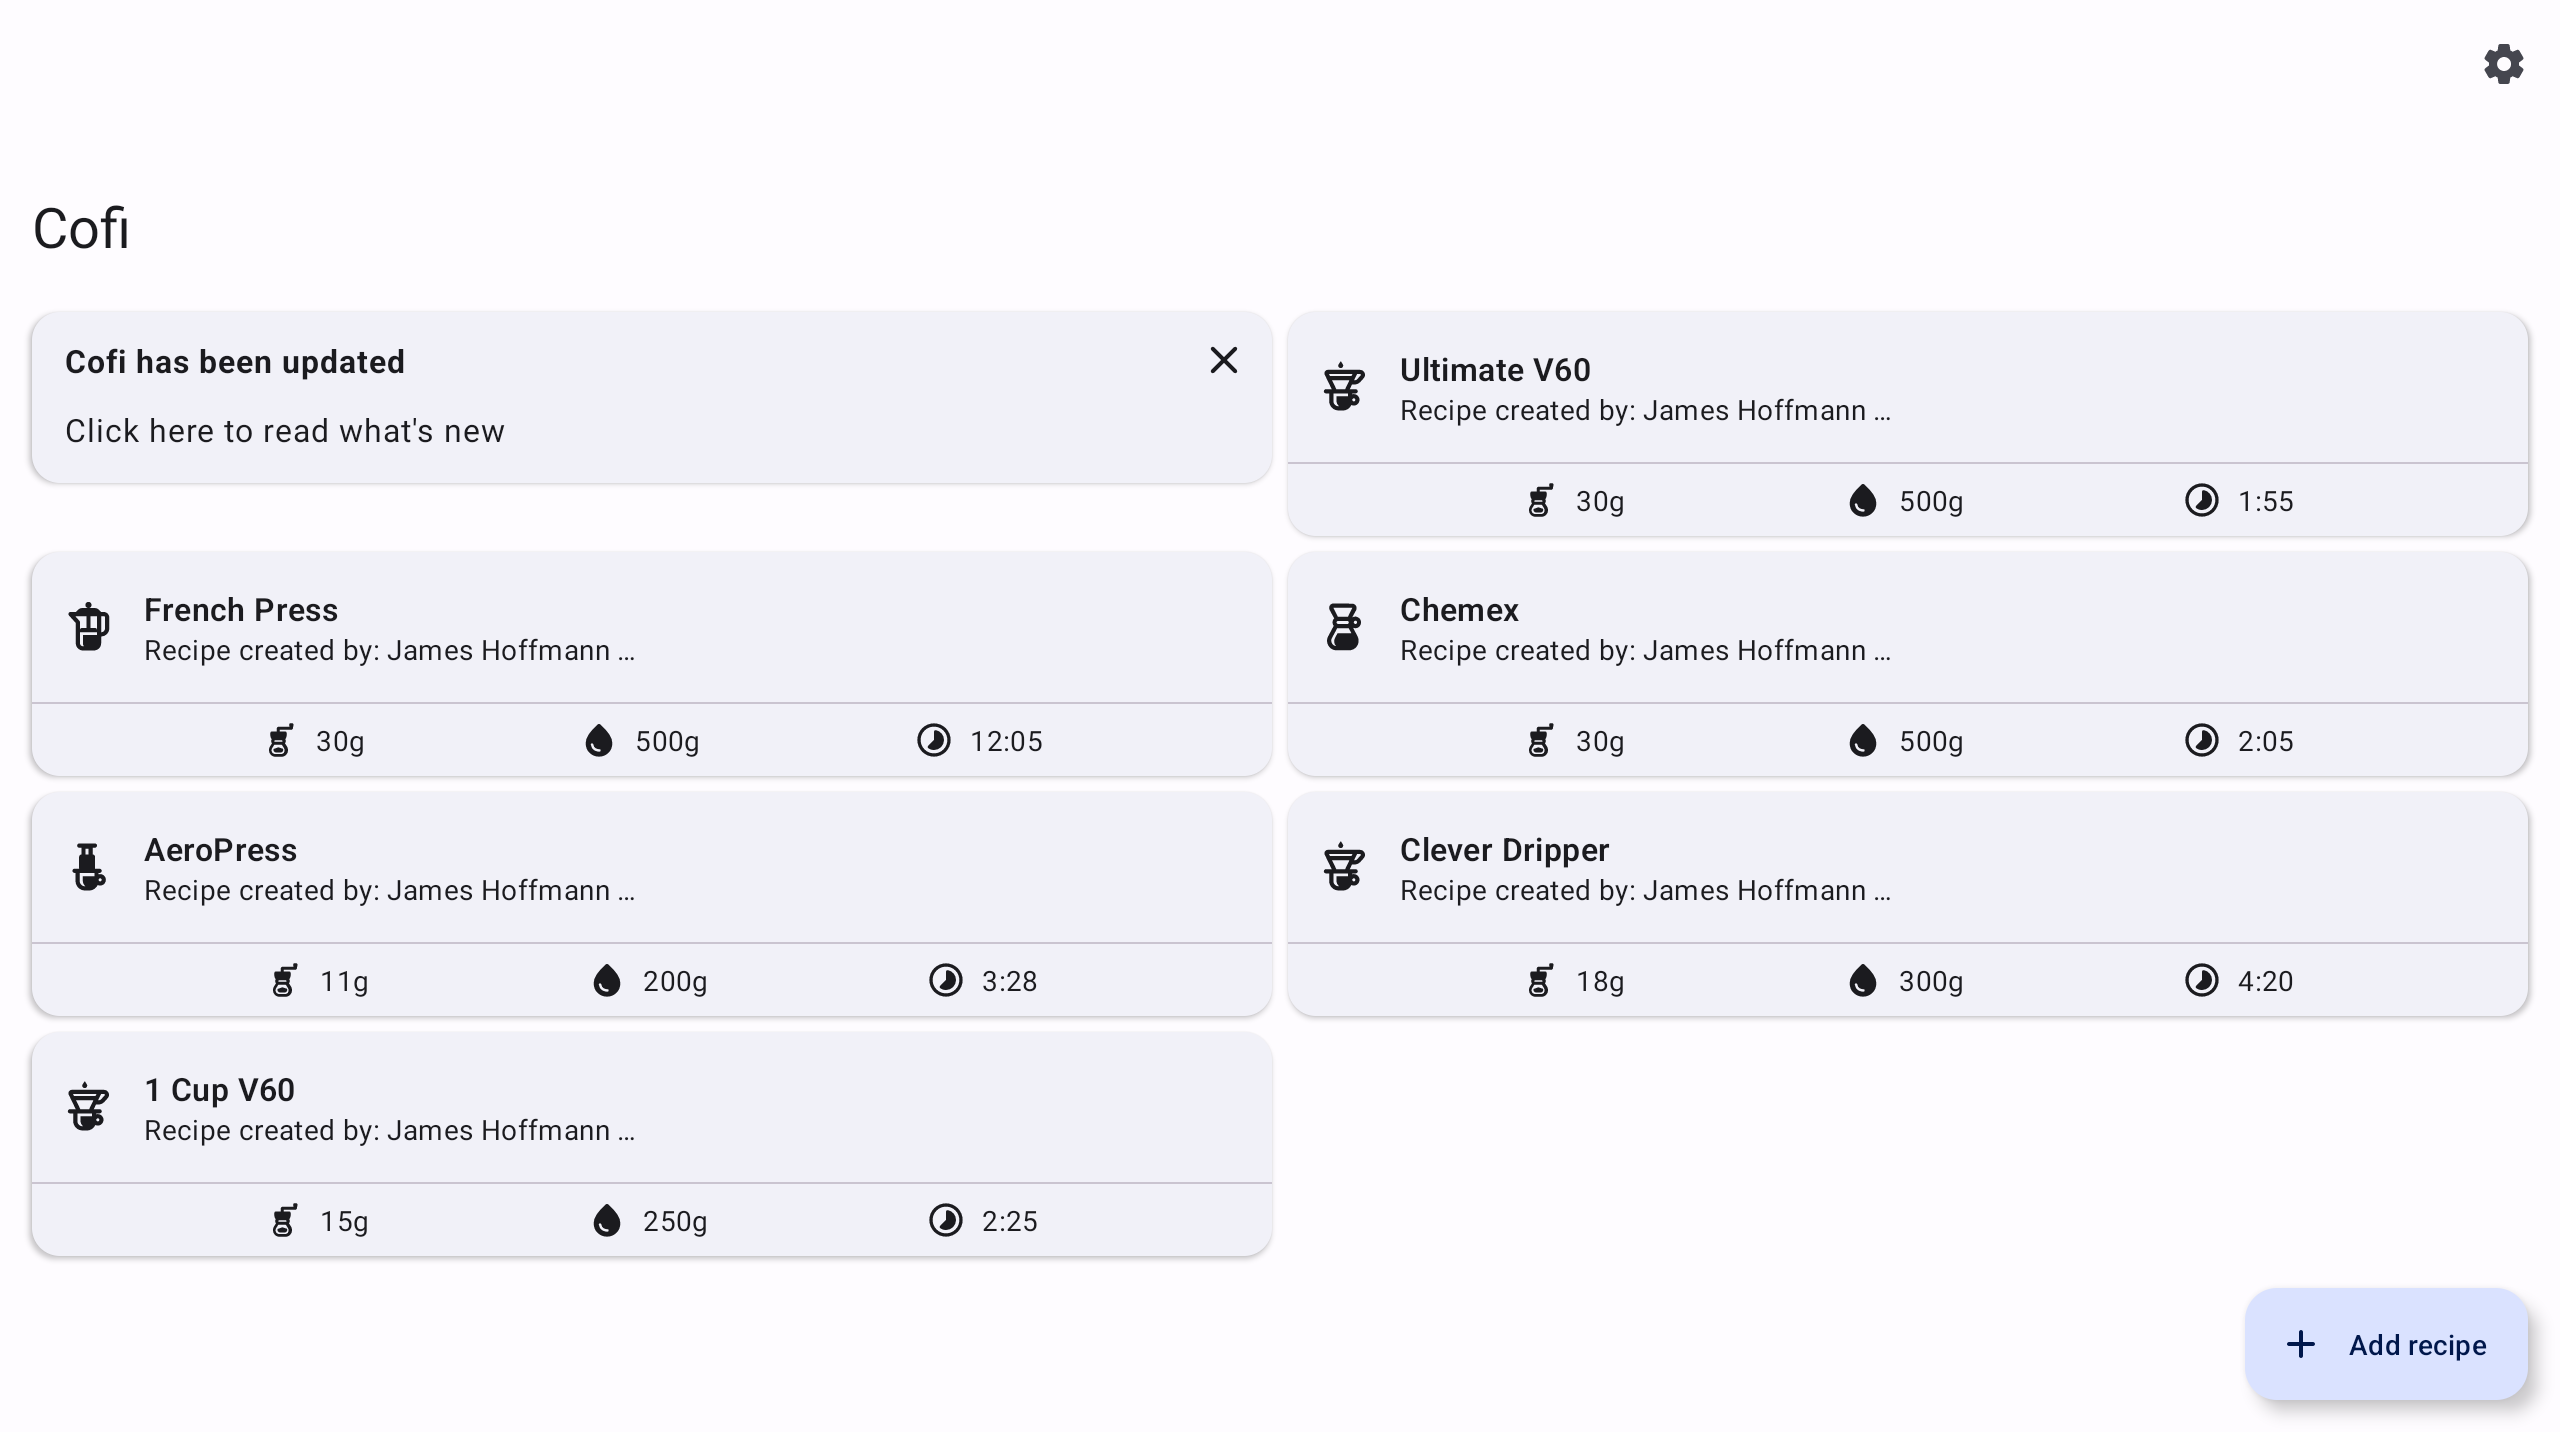 Cofi
Cofi has been updated
Click here to read what's new
Ultimate V60
Recipe created by: James Hoffmann …
30g 500g 1:55
French Press
Recipe created by: James Hoffmann …
30g 500g 12:05
Chemex
Recipe created by: James Hoffmann …
30g 500g 2:05
AeroPress
Recipe created by: James Hoffmann …
11g 200g 3:28
Clever Dripper
Recipe created by: James Hoffmann …
18g 300g 4:20
1 Cup V60
Recipe created by: James Hoffmann …
15g 250g 2:25
Add recipe